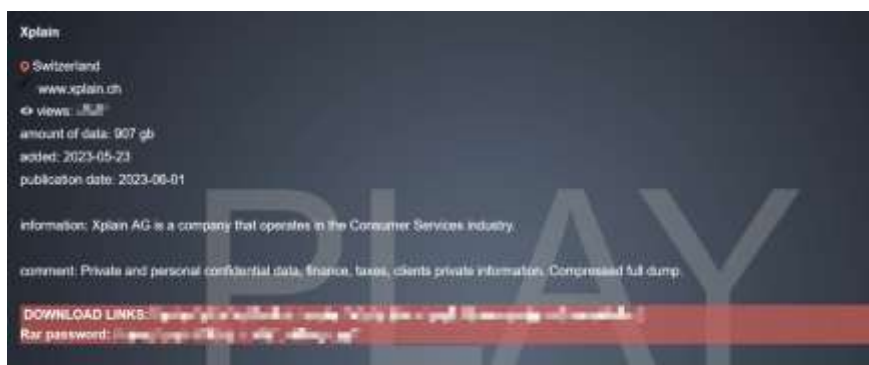 Xplain
Switzerland
www.xplain.ch
views:
amount of data: 907 gb
added: 2023-05-23
publication date: 2023-06-01
information: Xplain AG is a company that operates in the Consumer Services industry.
comment: Private and personal confidential data, finance, taxes, clients private information. Compressed full dump.
PLAY
DOWNLOAD LINKS:
Rar password: